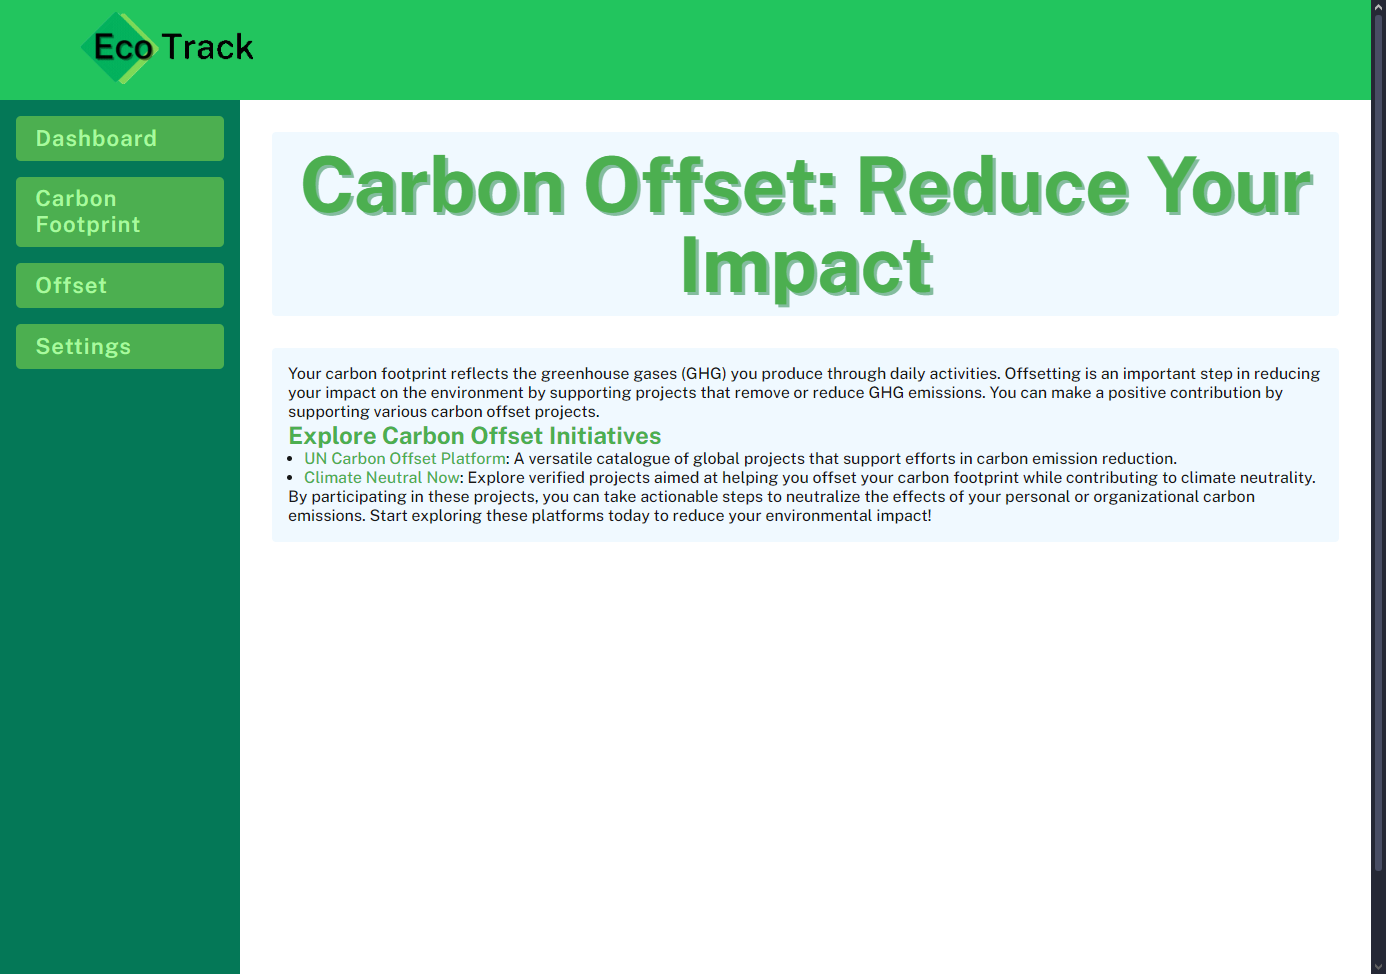 Eco Track
Dashboard
Carbon
Footprint
Offset
Settings
Carbon Offset: Reduce Your
Impact
Your carbon footprint reflects the greenhouse gases (GHG) you produce through daily activities. Offsetting is an important step in reducing
your impact on the environment by supporting projects that remove or reduce GHG emissions. You can make a positive contribution by
supporting various carbon offset projects.
Explore Carbon Offset Initiatives
• UN Carbon Offset Platform: A versatile catalogue of global projects that support efforts in carbon emission reduction.
• Climate Neutral Now: Explore verified projects aimed at helping you offset your carbon footprint while contributing to climate neutrality.
By participating in these projects, you can take actionable steps to neutralize the effects of your personal or organizational carbon
emissions. Start exploring these platforms today to reduce your environmental impact!